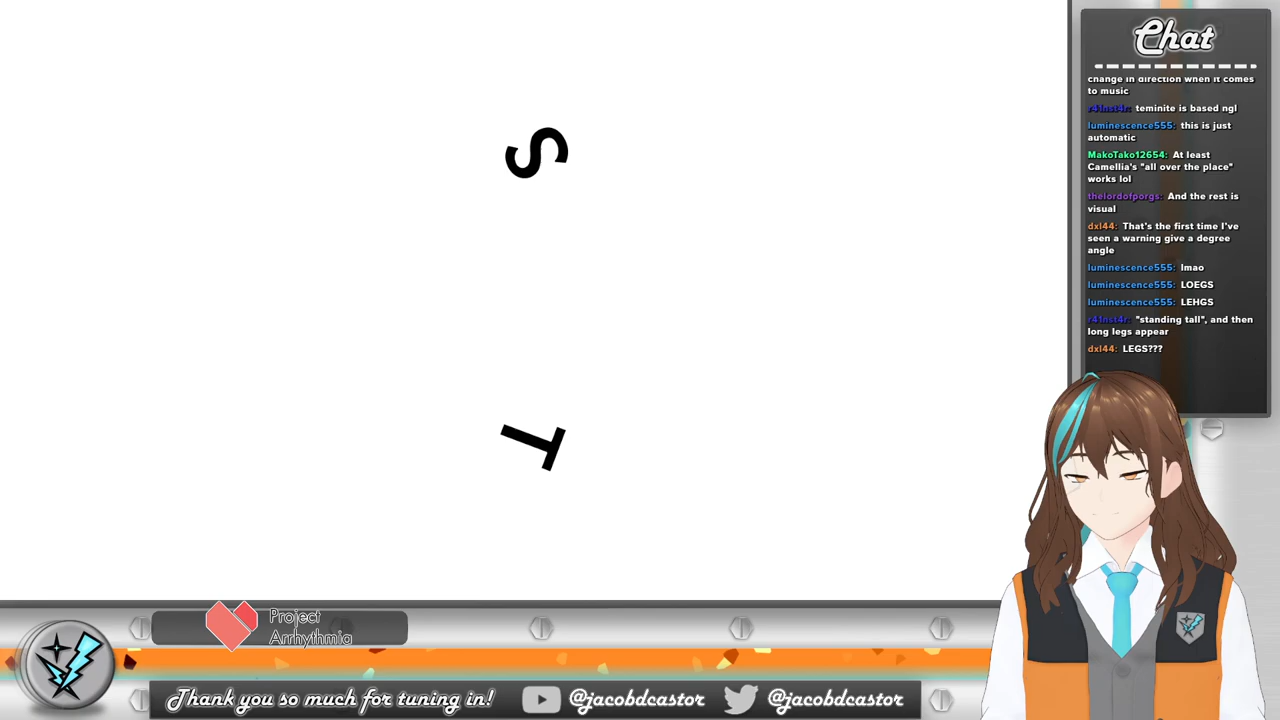 S
T
Chat
change in direction when it comes
to music
r41nst4r: teminite is based ngl
luminescence555: this is just
automatic
MakoTako12654: At least
Camellia's "all over the place"
works lol
thelordofporgs: And the rest is
visual
dxl44: That's the first time I've
seen a warning give a degree
angle
luminescence555: lmao
luminescence555: LOEGS
luminescence555: LEHGS
r41nst4r: "standing tall", and then
long legs appear
dxl44: LEGS???
Project
Arrhythmia
Thank you so much for tuning in! @jacobdcastor @jacobdcastor